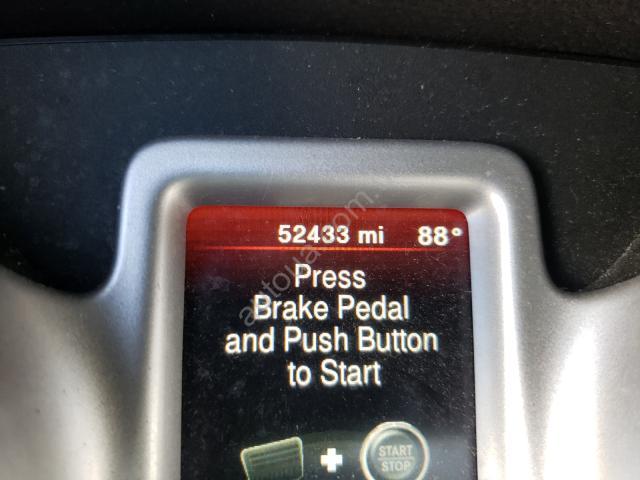 52433 mi 88°
Press
Brake Pedal
and Push Button
to Start
+
START
STOP